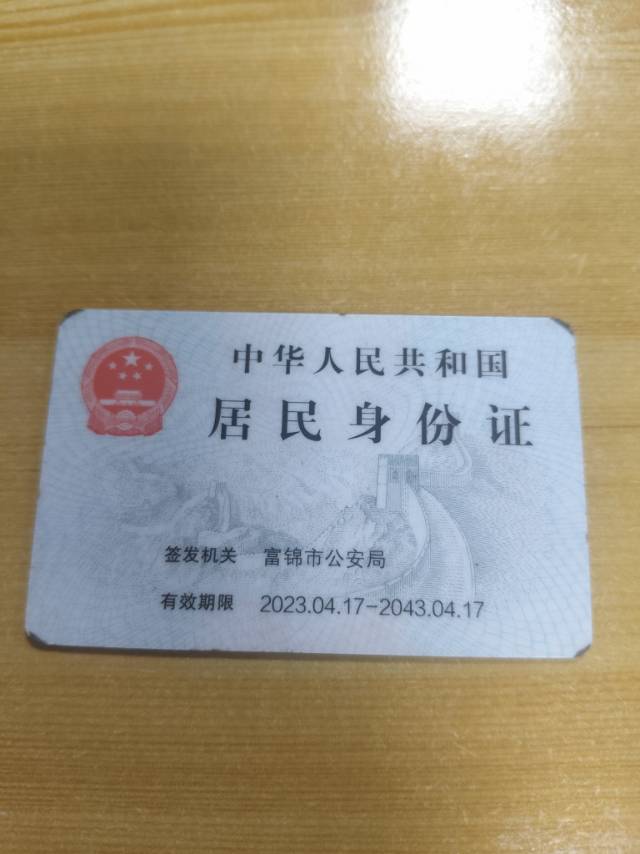 中华人民共和国
居民身份证
签发机关 富锦市公安局
有效期限 2023.04.17-2043.04.17